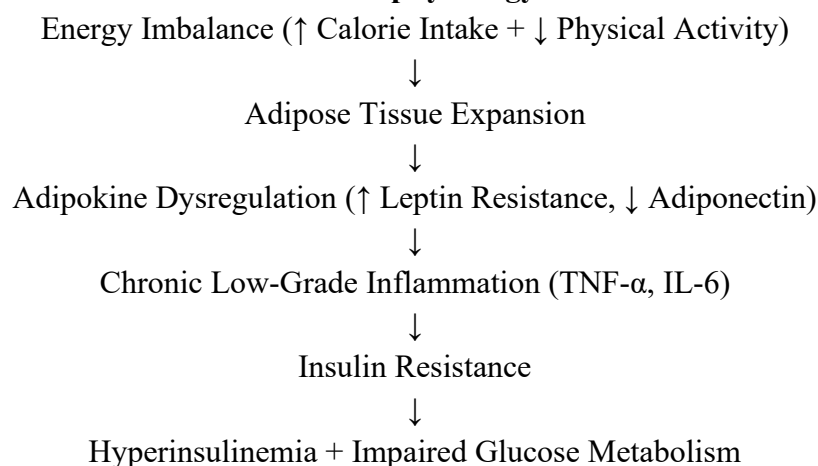 Energy Imbalance (↑ Calorie Intake + ↓ Physical Activity)
↓
Adipose Tissue Expansion
↓
Adipokine Dysregulation (↑ Leptin Resistance, ↓ Adiponectin)
↓
Chronic Low-Grade Inflammation (TNF-α, IL-6)
↓
Insulin Resistance
↓
Hyperinsulinemia + Impaired Glucose Metabolism